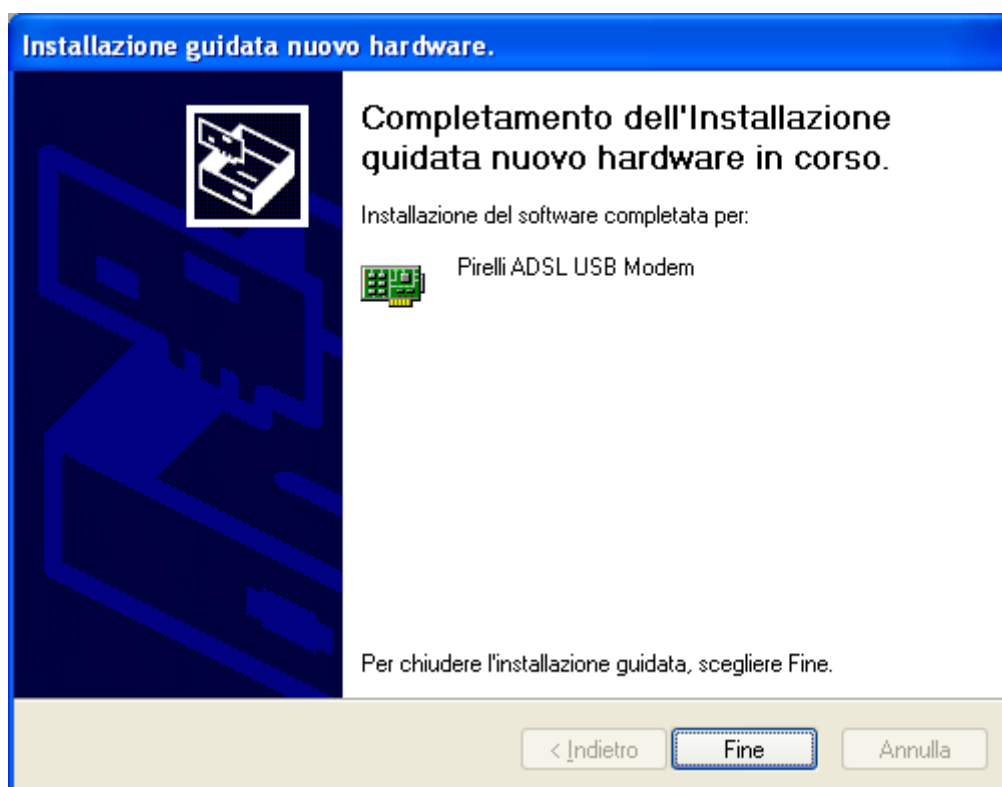 Installazione guidata nuovo hardware.
Completamento dell'Installazione
guidata nuovo hardware in corso.
Installazione del software completata per:
Pirelli ADSL USB Modem
Per chiudere l'installazione guidata, scegliere Fine.
< Indietro
Fine
Annulla